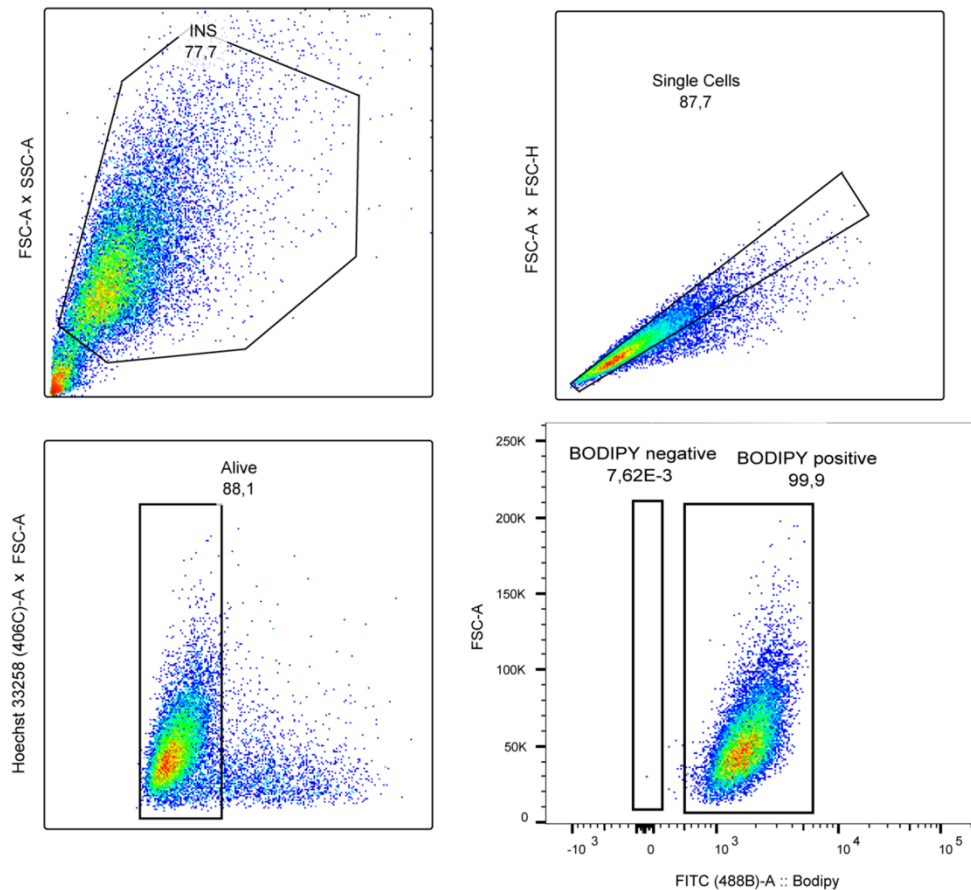 INS
77,7
FSC-A x SSC-A
Single Cells
87,7
FSC-A x FSC-H
Alive
88,1
Hoechst 33258 (406C)-A x FSC-A
BODIPY negative
7,62E-3
BODIPY positive
99,9
250K
200K
150K
100K
50K
0
FSC-A
-10 3
0
10 3
10 4
10 5
FITC (488B)-A :: Bodipy